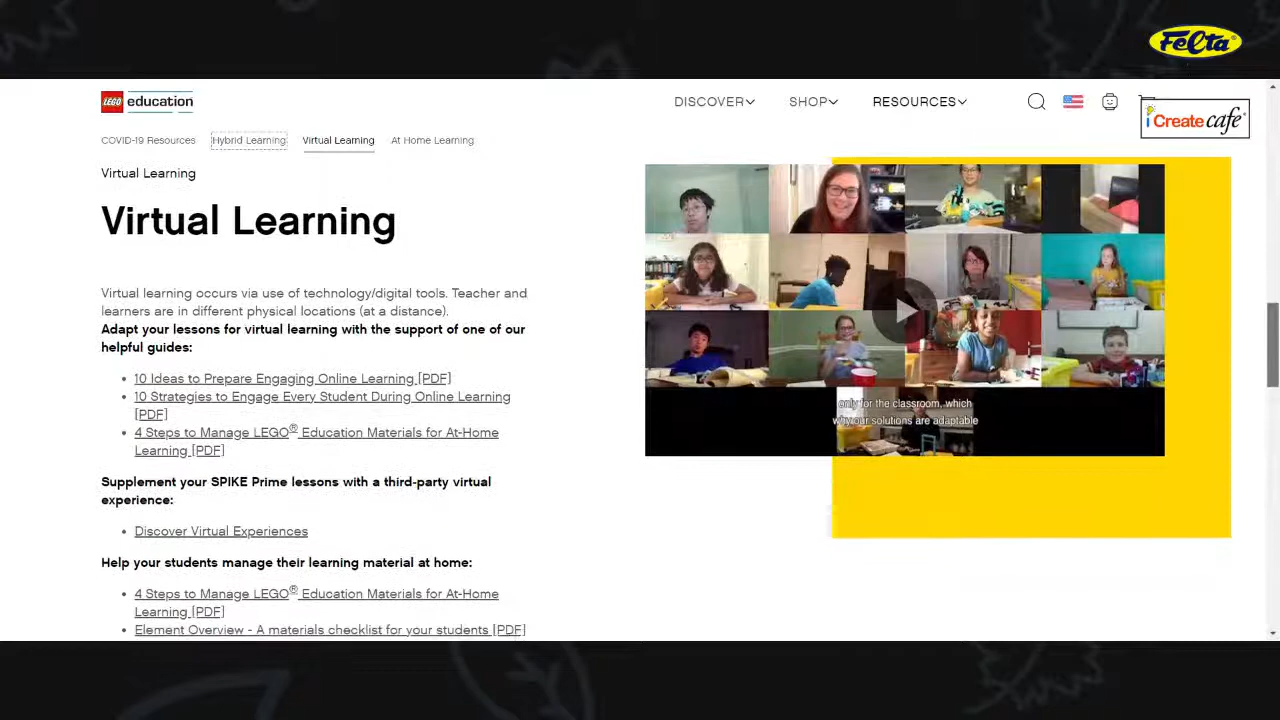 Felta
LEGO education
DISCOVER
SHOP
RESOURCES
iCreate cafe
COVID-19 Resources
Hybrid Learning
Virtual Learning
At Home Learning
Virtual Learning
Virtual Learning
Virtual learning occurs via use of technology/digital tools. Teacher and
learners are in different physical locations (at a distance).
Adapt your lessons for virtual learning with the support of one of our
helpful guides:
• 10 Ideas to Prepare Engaging Online Learning [PDF]
• 10 Strategies to Engage Every Student During Online Learning
[PDF]
• 4 Steps to Manage LEGO® Education Materials for At-Home
Learning [PDF]
Supplement your SPIKE Prime lessons with a third-party virtual
experience:
• Discover Virtual Experiences
Help your students manage their learning material at home:
• 4 Steps to Manage LEGO® Education Materials for At-Home
Learning [PDF]
• Element Overview - A materials checklist for your students [PDF]
only for the classroom, which
why our solutions are adaptable